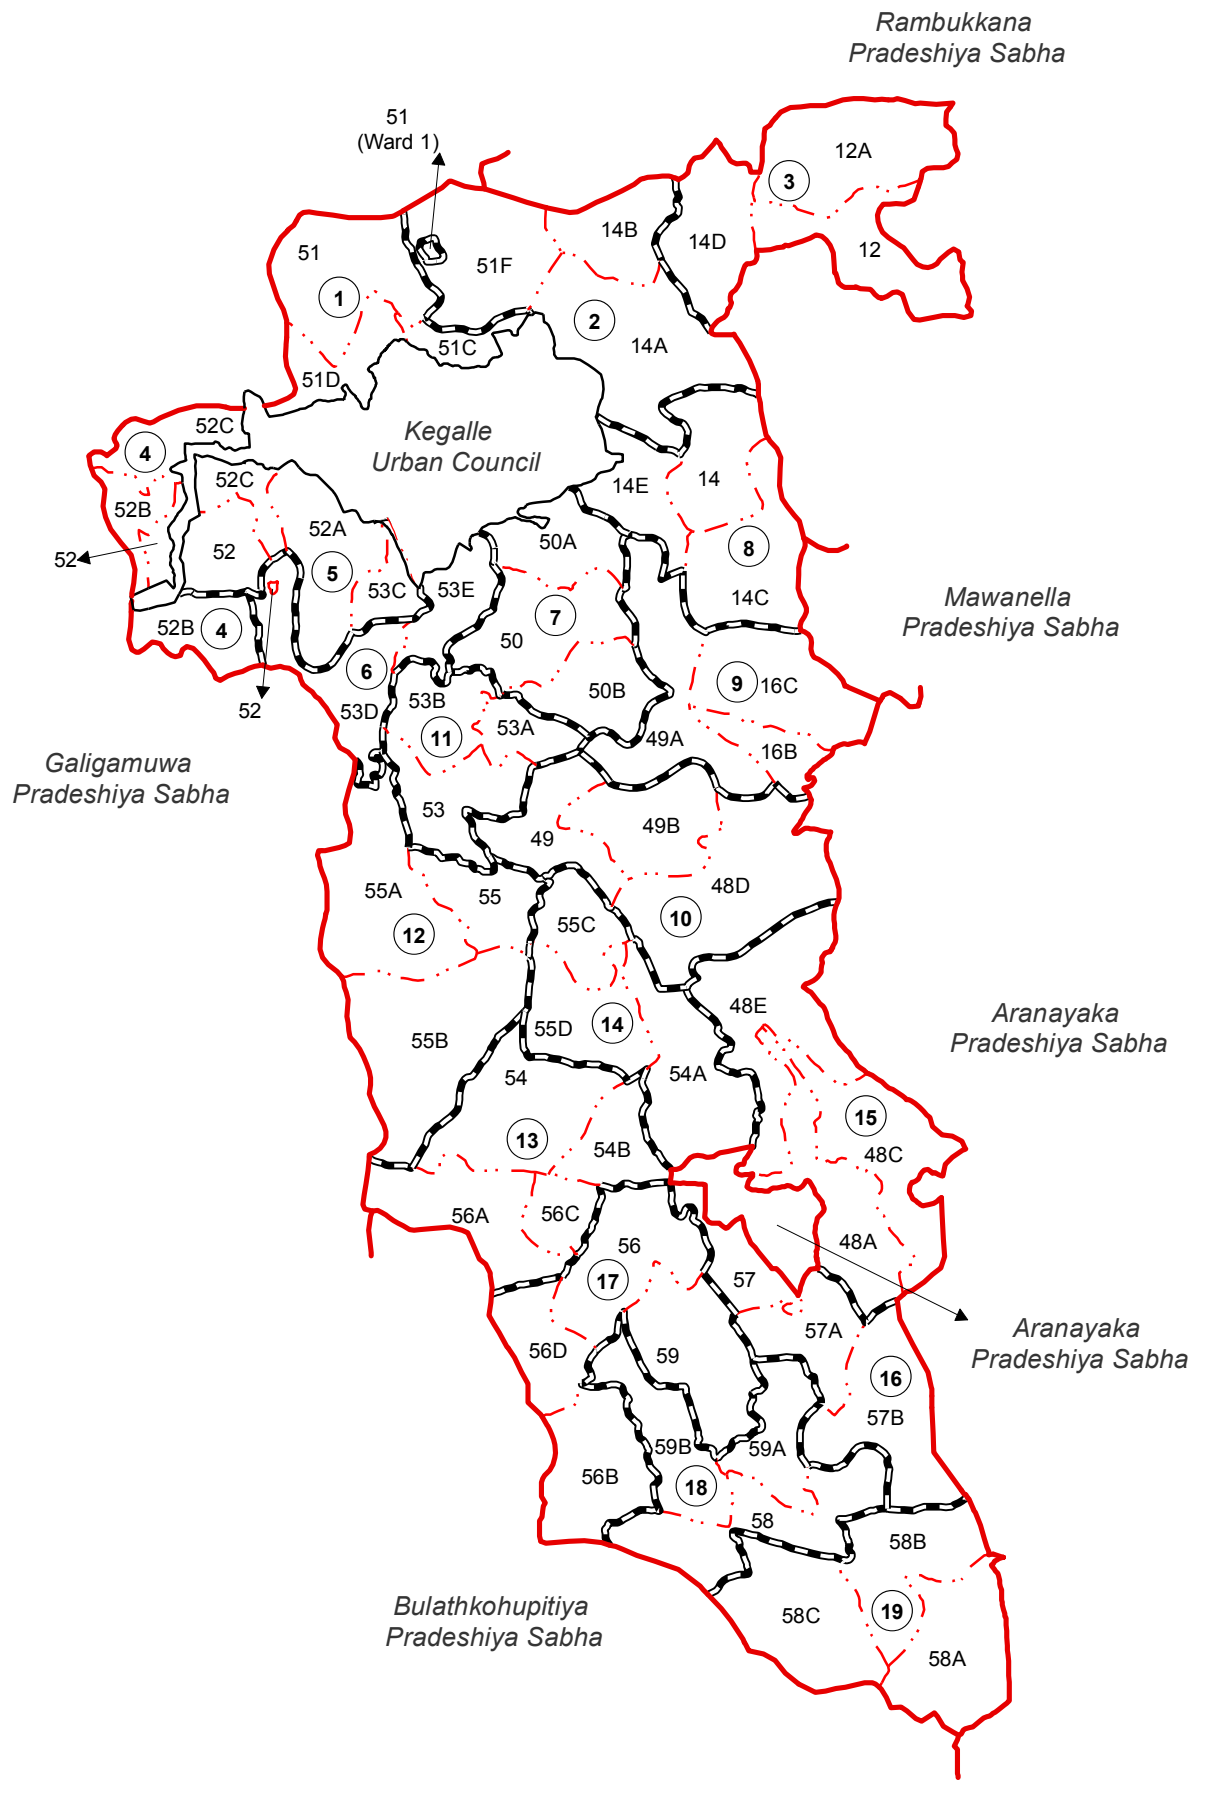 Rambukkana
Pradeshiya Sabha
51
(Ward 1)
12A
3
14B
14D
12
51
51F
1
2
14A
51C
51D
52C
Kegalle
Urban Council
4
52C
14E
14
52B
52A
50A
52
8
52
5
53C
53E
14C
Mawanella
Pradeshiya Sabha
52B
4
7
50
6
9
16C
50B
53B
52
53D
53A
11
49A
16B
Galigamuwa
Pradeshiya Sabha
53
49B
49
55A
55
48D
10
55C
12
48E
Aranayaka
Pradeshiya Sabha
14
55D
55B
54A
54
15
13
54B
48C
56A
56C
48A
56
17
57
57A
Aranayaka
Pradeshiya Sabha
56D
59
16
57B
59B
59A
56B
18
58
58B
Bulathkohupitiya
Pradeshiya Sabha
58C
19
58A